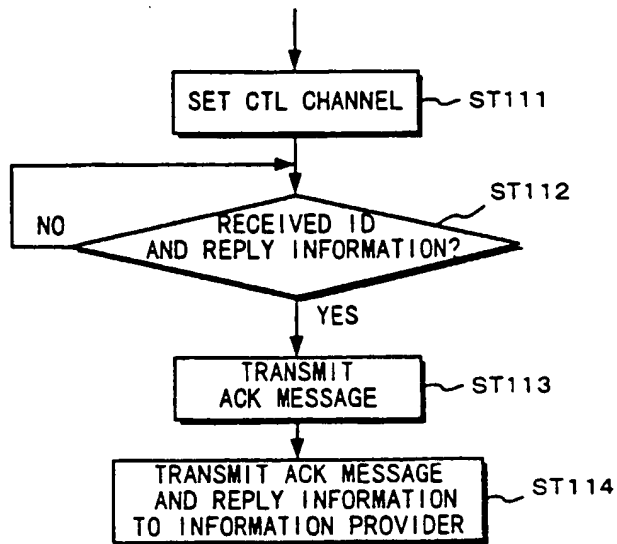 SET CTL CHANNEL
ST111
ST112
NO
RECEIVED ID
AND REPLY INFORMATION?
YES
TRANSMIT
ACK MESSAGE
ST113
TRANSMIT ACK MESSAGE
AND REPLY INFORMATION
TO INFORMATION PROVIDER
ST114